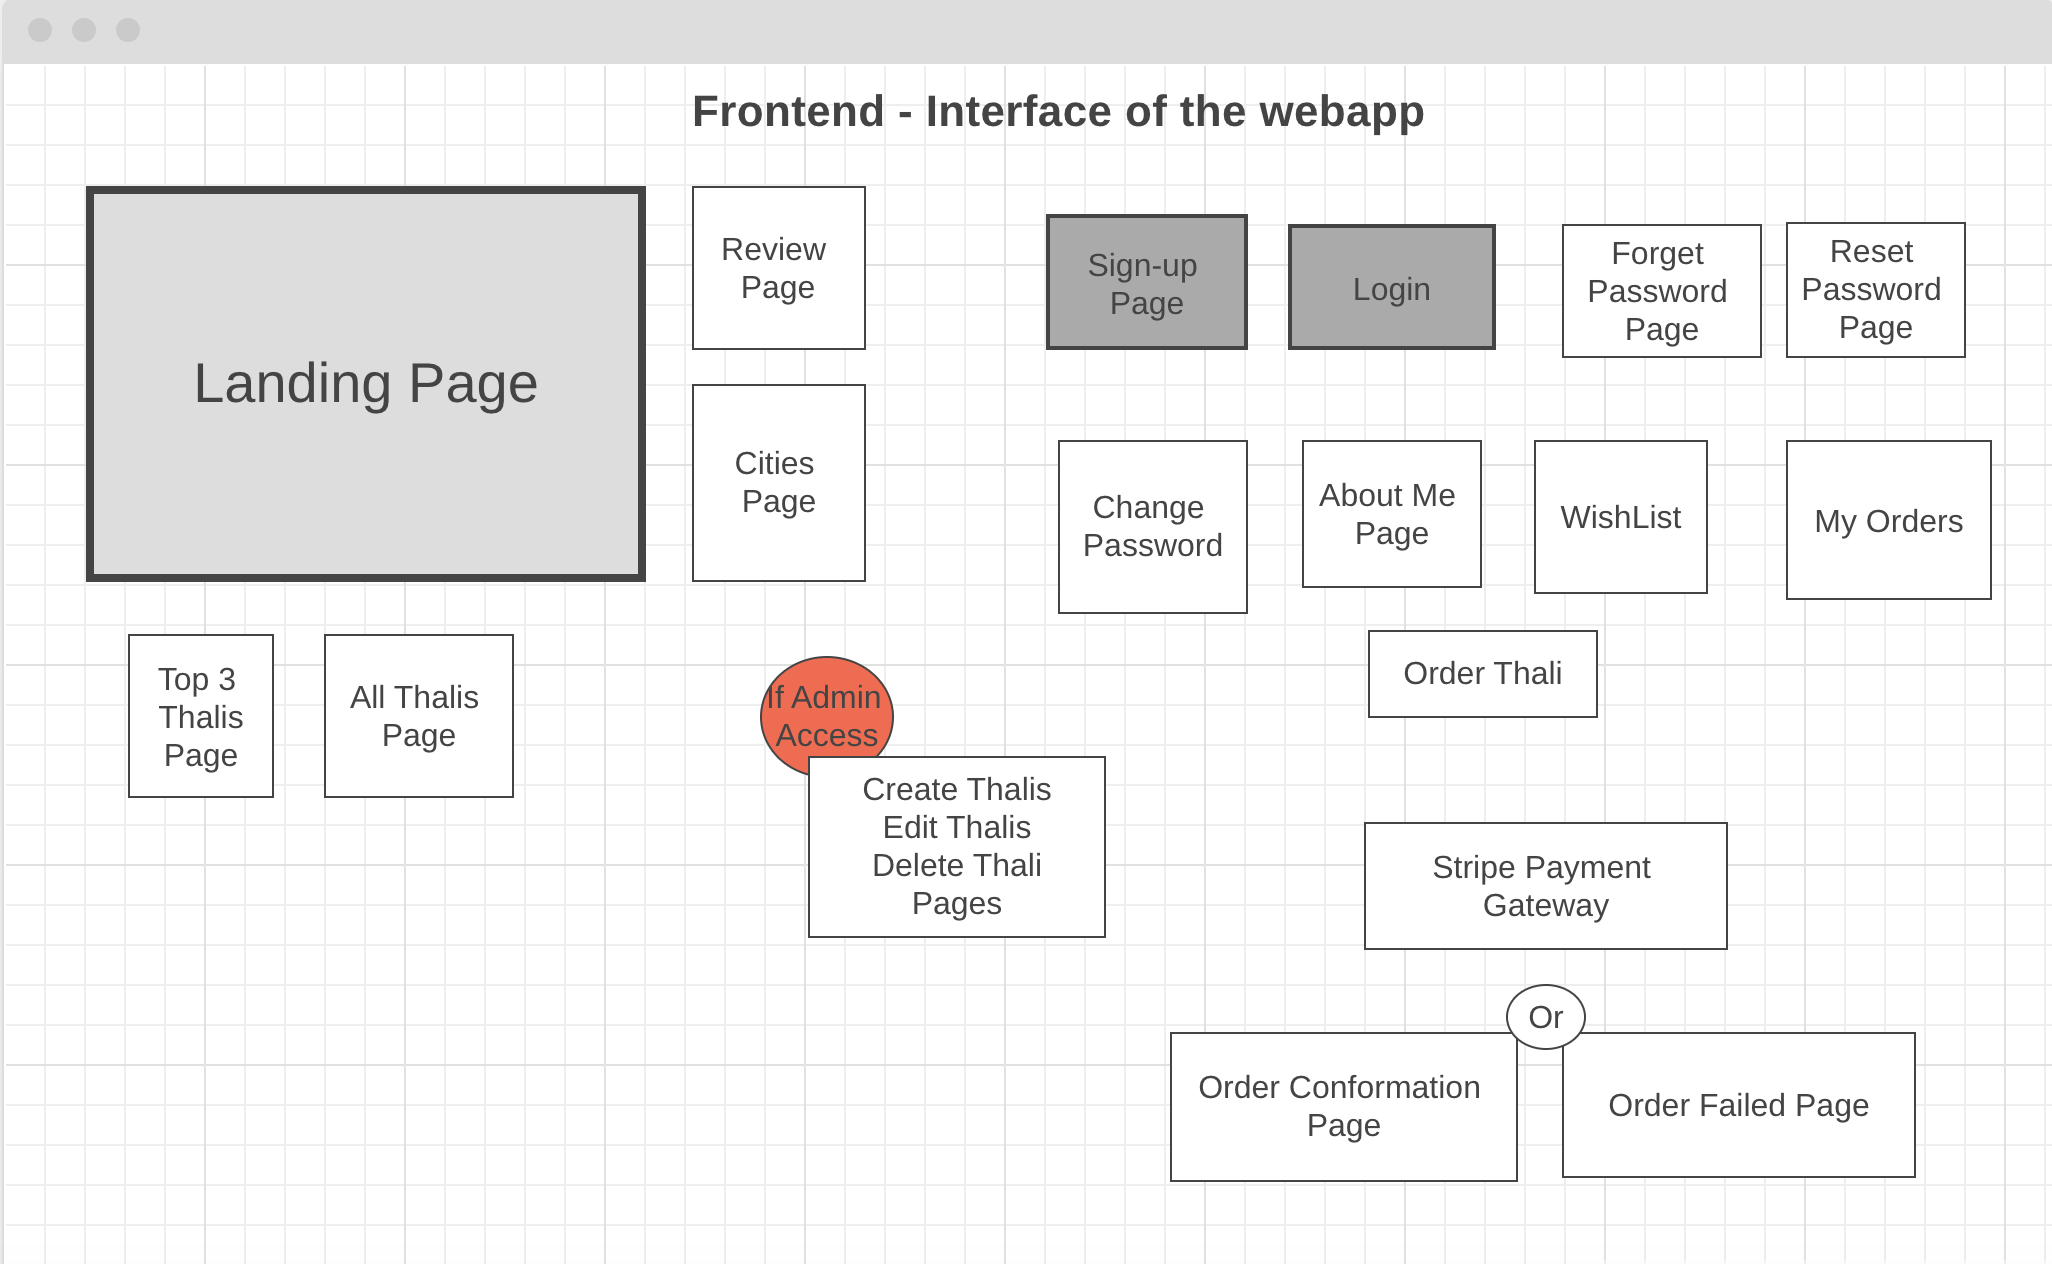 Frontend - Interface of the webapp
Landing Page
Review
Page
Cities
Page
Sign-up
Page
Login
Forget
Password
Page
Reset
Password
Page
Change
Password
About Me
Page
WishList
My Orders
Top 3
Thalis
Page
All Thalis
Page
If Admin
Access
Create Thalis
Edit Thalis
Delete Thali
Pages
Order Thali
Stripe Payment
Gateway
Or
Order Conformation
Page
Order Failed Page